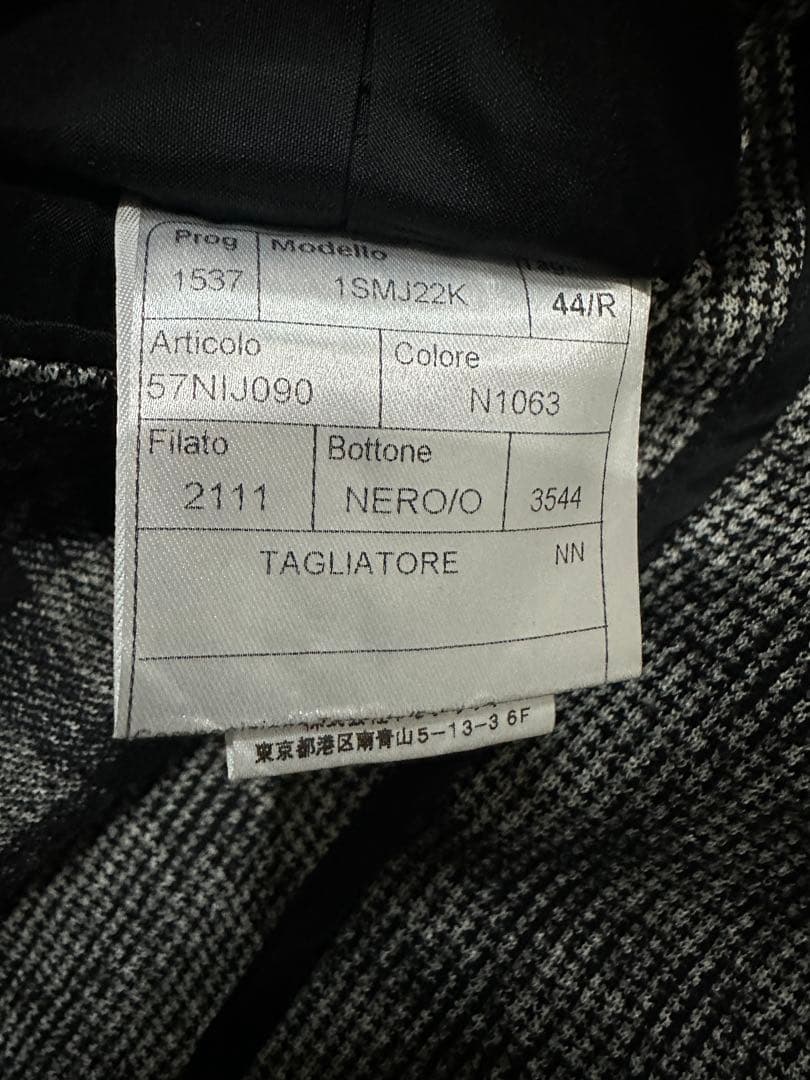 Prog Modello
1537 1SMJ22K 44/R
Articolo Colore
57NIJ090 N1063
Filato Bottone
2111 NERO/O 3544
TAGLIATORE NN
東京都港区南青山5-13-3 6F